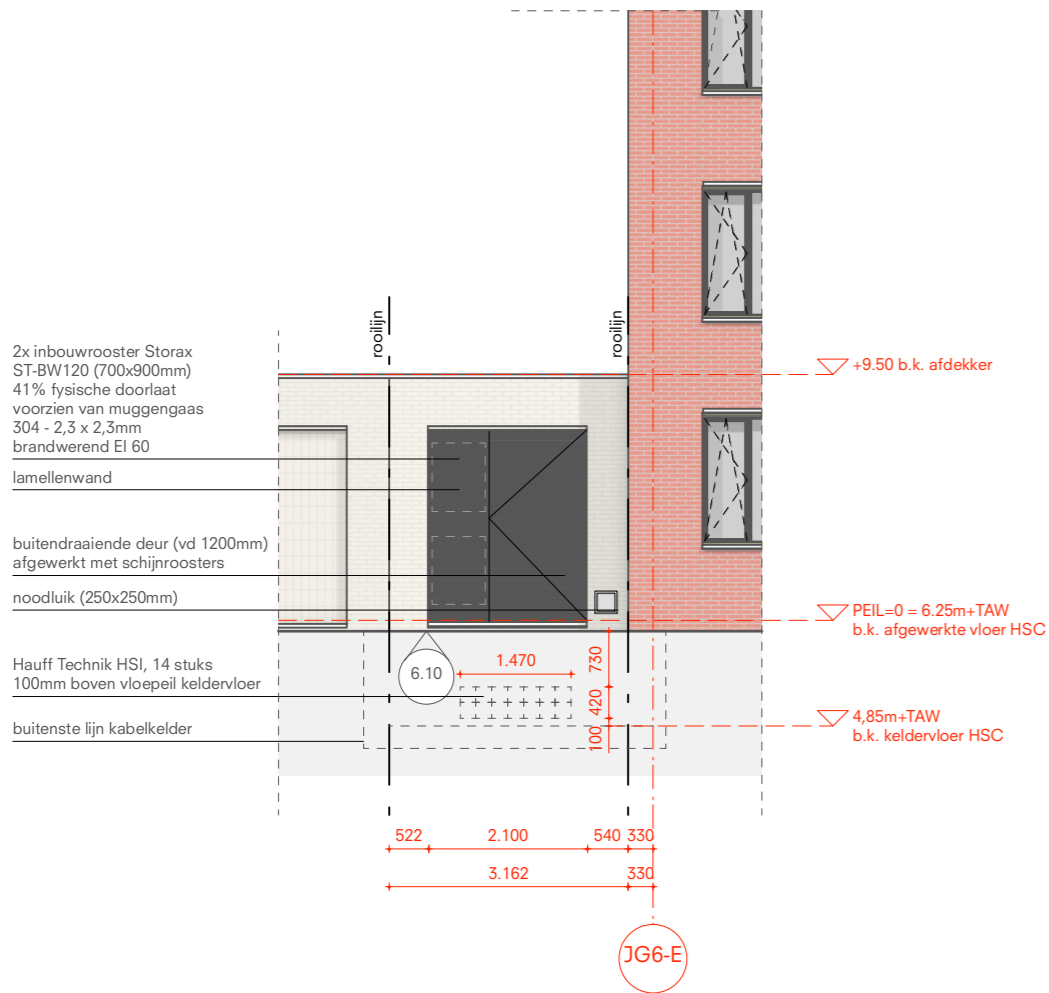 rooilijn
rooilijn
2x inbouwrooster Storax
ST-BW120 (700x900mm)
41% fysische doorlaat
voorzien van muggengaas
304 - 2,3 x 2,3mm
brandwerend EI 60
lamellenwand
buitendraaiende deur (vd 1200mm)
afgewerkt met schijnroosters
noodluik (250x250mm)
Hauff Technik HSI, 14 stuks
100mm boven vloepeil keldervloer
buitenste lijn kabelkelder
+9.50 b.k. afdekker
PEIL=0 = 6.25m+TAW
b.k. afgewerkte vloer HSC
4,85m+TAW
b.k. keldervloer HSC
6.10
1.470
730
420
100
522
2.100
540
330
3.162
330
JG6-E